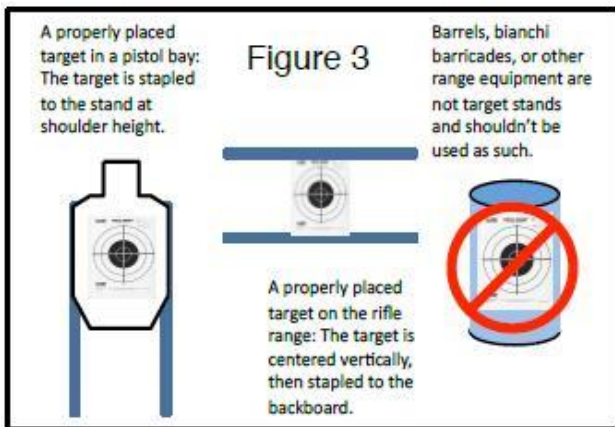 A properly placed
target in a pistol bay:
The target is stapled
to the stand at
shoulder height.
Figure 3
Barrels, bianchi
barricades, or other
range equipment are
not target stands
and shouldn't be
used as such.
A properly placed
target on the rifle
range: The target is
centered vertically,
then stapled to the
backboard.